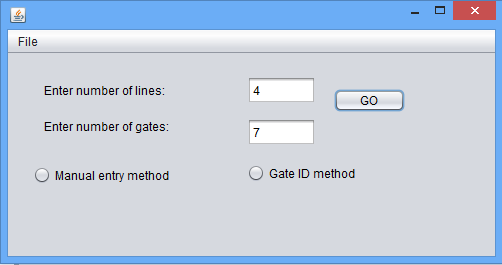 File
Enter number of lines: 4 GO
Enter number of gates: 7
Manual entry method Gate ID method